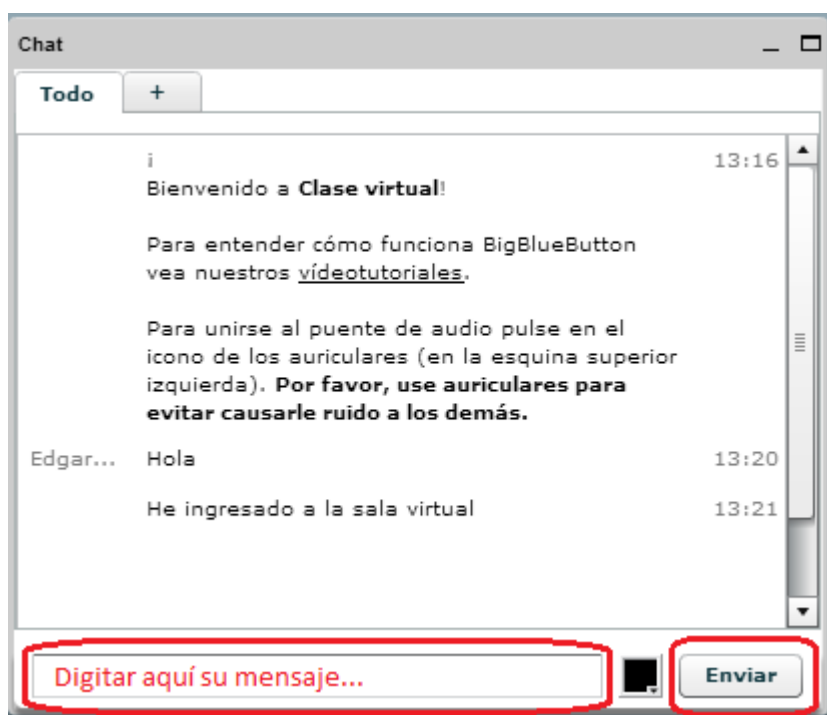 Chat
Todo +
i 13:16
Bienvenido a Clase virtual!
Para entender cómo funciona BigBlueButton
vea nuestros vídeotutoriales.
Para unirse al puente de audio pulse en el
icono de los auriculares (en la esquina superior
izquierda). Por favor, use auriculares para
evitar causarle ruido a los demás.
Edgar... Hola 13:20
He ingresado a la sala virtual 13:21
Digitar aquí su mensaje... Enviar